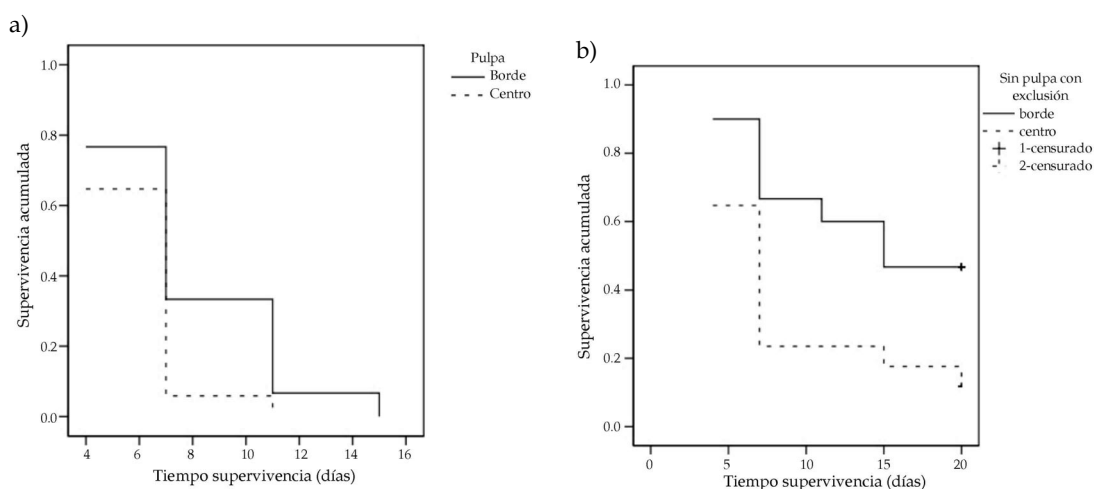 a)
Pulpa
Borde
Centro
1.0
0.8
0.6
0.4
0.2
0.0
Supervivencia acumulada
4 6 8 10 12 14 16
Tiempo supervivencia (días)
b)
Sin pulpa con
exclusión
borde
centro
1-censurado
2-censurado
1.0
0.8
0.6
0.4
0.2
0.0
Supervivencia acumulada
0 5 10 15 20
Tiempo supervivencia (días)